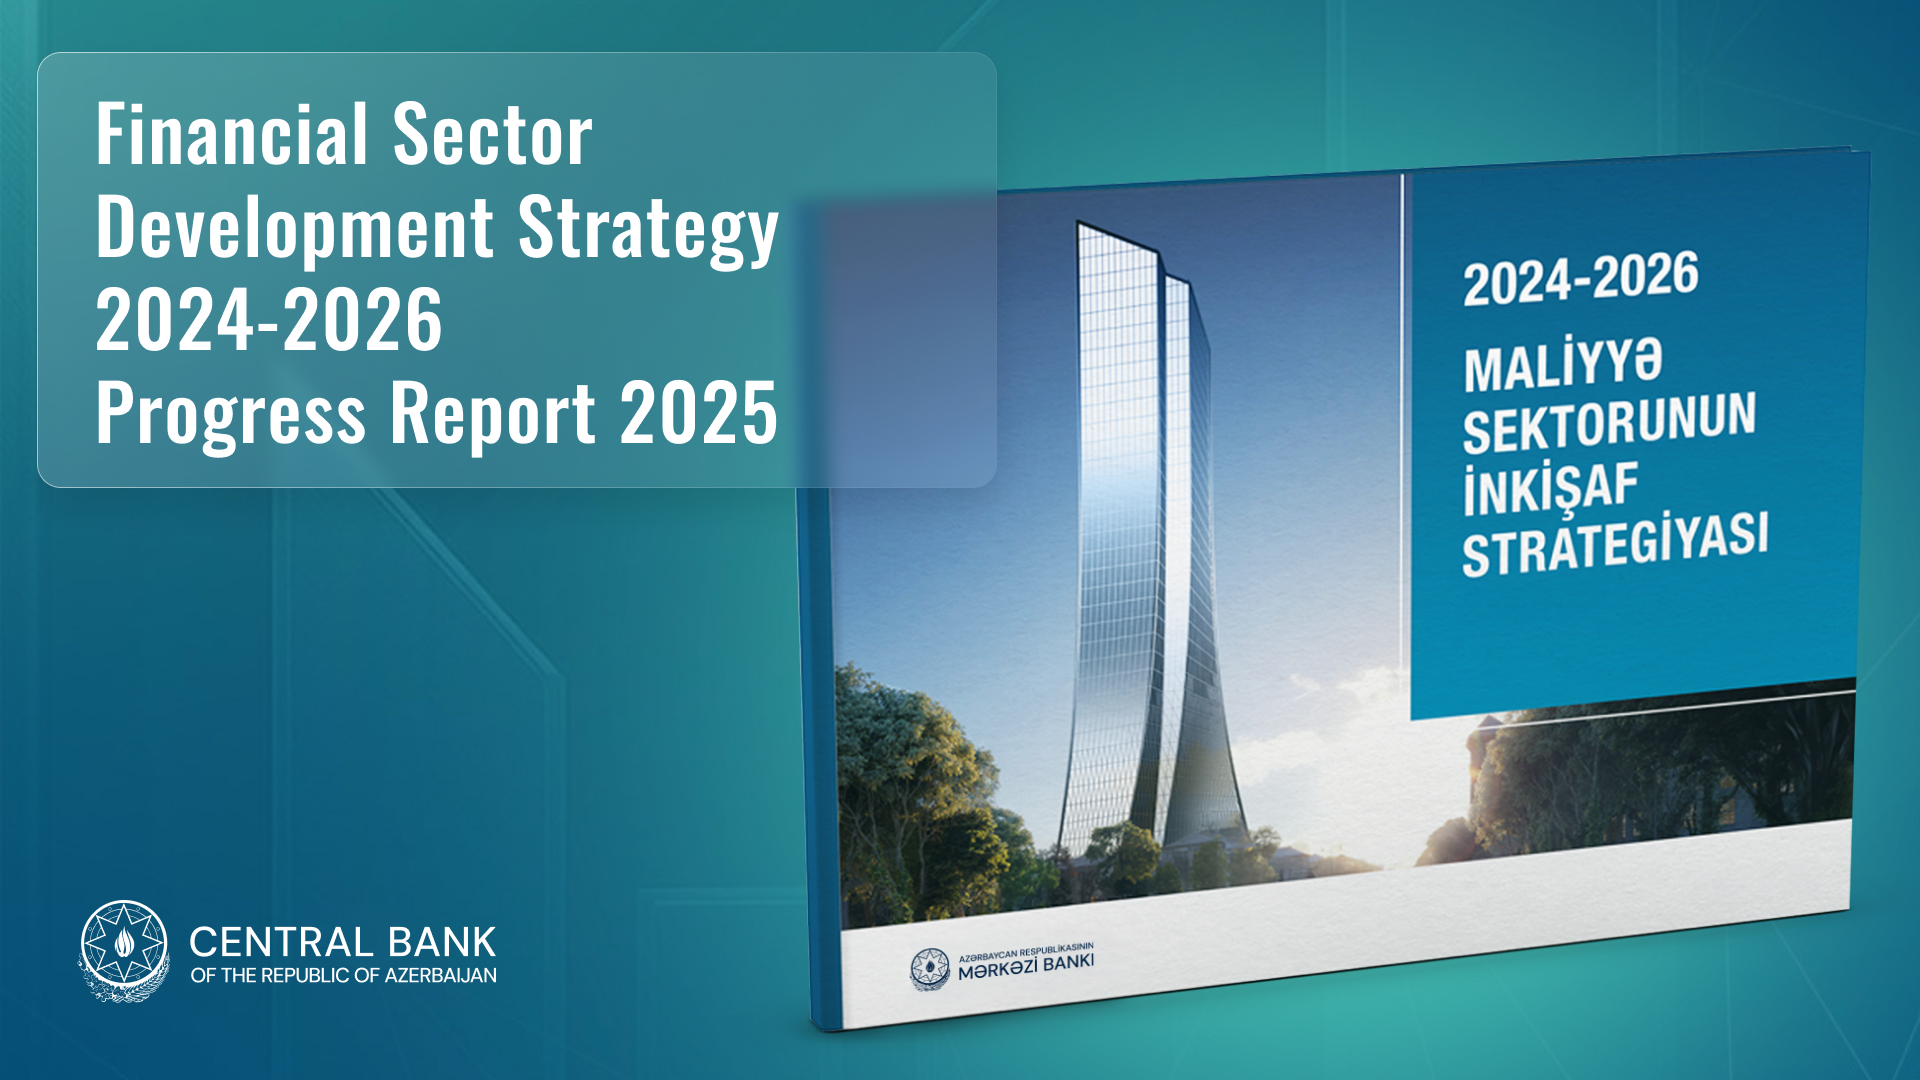 Financial Sector
Development Strategy
2024-2026
Progress Report 2025
2024-2026
MALİYYƏ
SEKTORUNUN
İNKİŞAF
STRATEGİYASI
CENTRAL BANK
OF THE REPUBLIC OF AZERBAIJAN
AZƏRBAYCAN RESPUBLİKASININ
MƏRKƏZİ BANKI